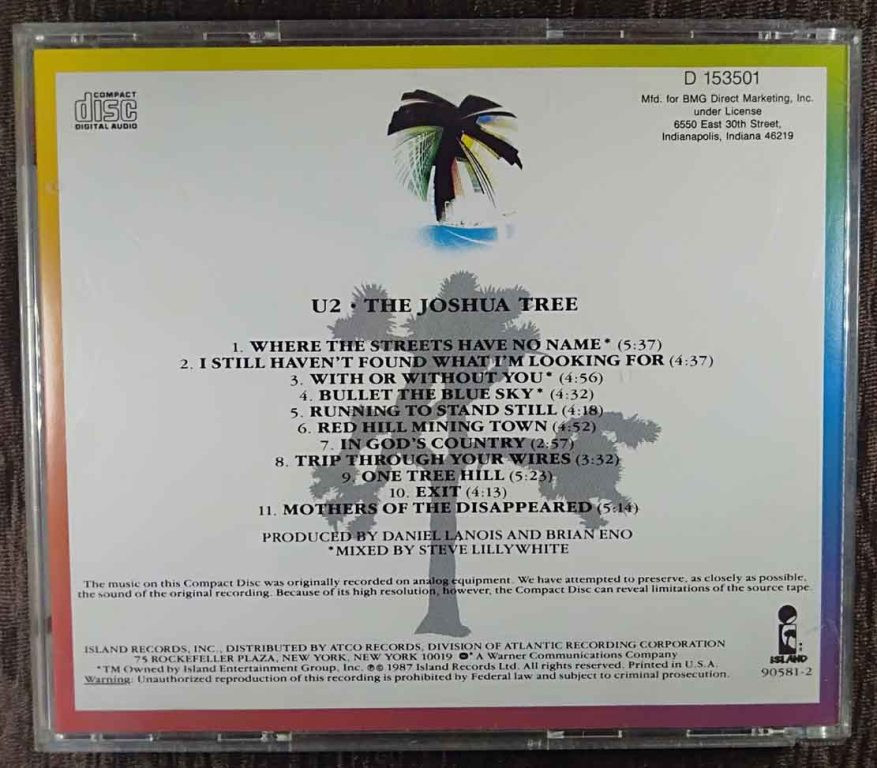 COMPACT
disc
DIGITAL AUDIO
D 153501
Mfd. for BMG Direct Marketing, Inc.
under License
6550 East 30th Street,
Indianapolis, Indiana 46219
U2 • THE JOSHUA TREE
1. WHERE THE STREETS HAVE NO NAME* (5:37)
2. I STILL HAVEN'T FOUND WHAT I'M LOOKING FOR (4:37)
3. WITH OR WITHOUT YOU* (4:56)
4. BULLET THE BLUE SKY* (4:32)
5. RUNNING TO STAND STILL (4:18)
6. RED HILL MINING TOWN (4:52)
7. IN GOD'S COUNTRY (2:57)
8. TRIP THROUGH YOUR WIRES (3:32)
9. ONE TREE HILL (5:23)
10. EXIT (4:13)
11. MOTHERS OF THE DISAPPEARED (5:14)
PRODUCED BY DANIEL LANOIS AND BRIAN ENO
*MIXED BY STEVE LILLYWHITE
The music on this Compact Disc was originally recorded on analog equipment. We have attempted to preserve, as closely as possible,
the sound of the original recording. Because of its high resolution, however, the Compact Disc can reveal limitations of the source tape.
ISLAND RECORDS, INC., DISTRIBUTED BY ATCO RECORDS, DIVISION OF ATLANTIC RECORDING CORPORATION
75 ROCKEFELLER PLAZA, NEW YORK, NEW YORK 10019 * A Warner Communications Company
*TM Owned by Island Entertainment Group, Inc. ℗© 1987 Island Records Ltd. All rights reserved. Printed in U.S.A.
Warning: Unauthorized reproduction of this recording is prohibited by Federal law and subject to criminal prosecution.
ISLAND
90581-2